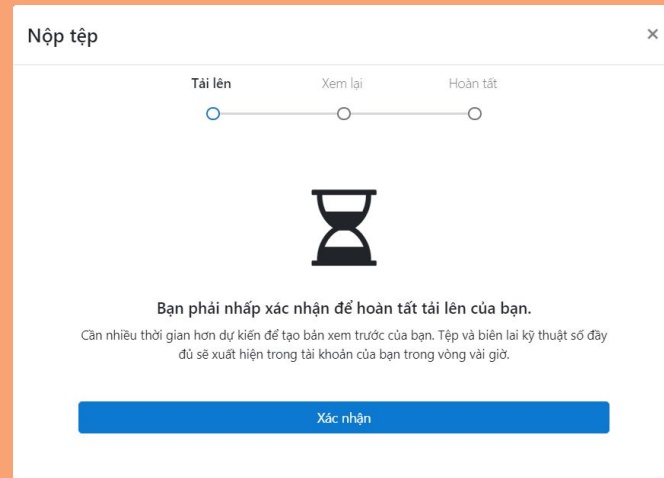 Nộp tệp
×
Tải lên
Xem lại
Hoàn tất
Bạn phải nhấp xác nhận để hoàn tất tải lên của bạn.
Cần nhiều thời gian hơn dự kiến để tạo bản xem trước của bạn. Tệp và biên lai kỹ thuật số đầy
đủ sẽ xuất hiện trong tài khoản của bạn trong vòng vài giờ.
Xác nhận